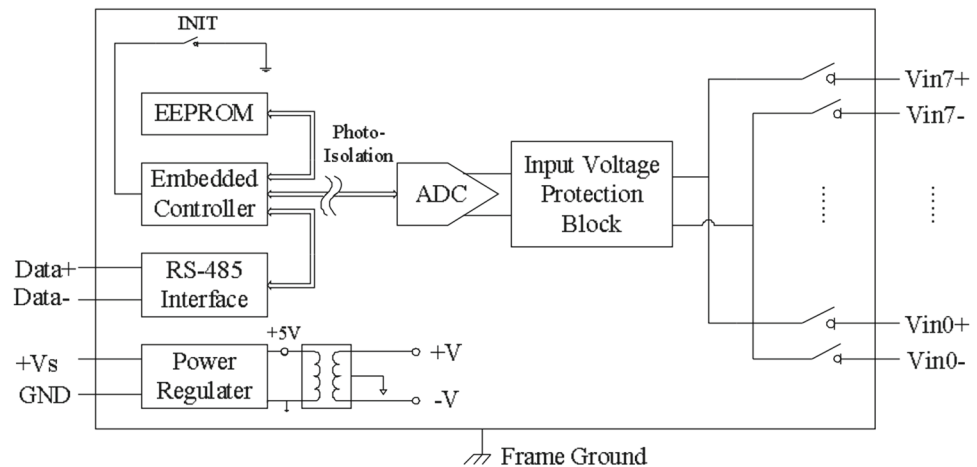 INIT
EEPROM
Photo-
Isolation
Embedded
Controller
ADC
Input Voltage
Protection
Block
Vin7+
Vin7-
RS-485
Interface
Data+
Data-
Vin0+
Vin0-
+Vs
GND
Power
Regulater
+5V
+V
-V
Frame Ground